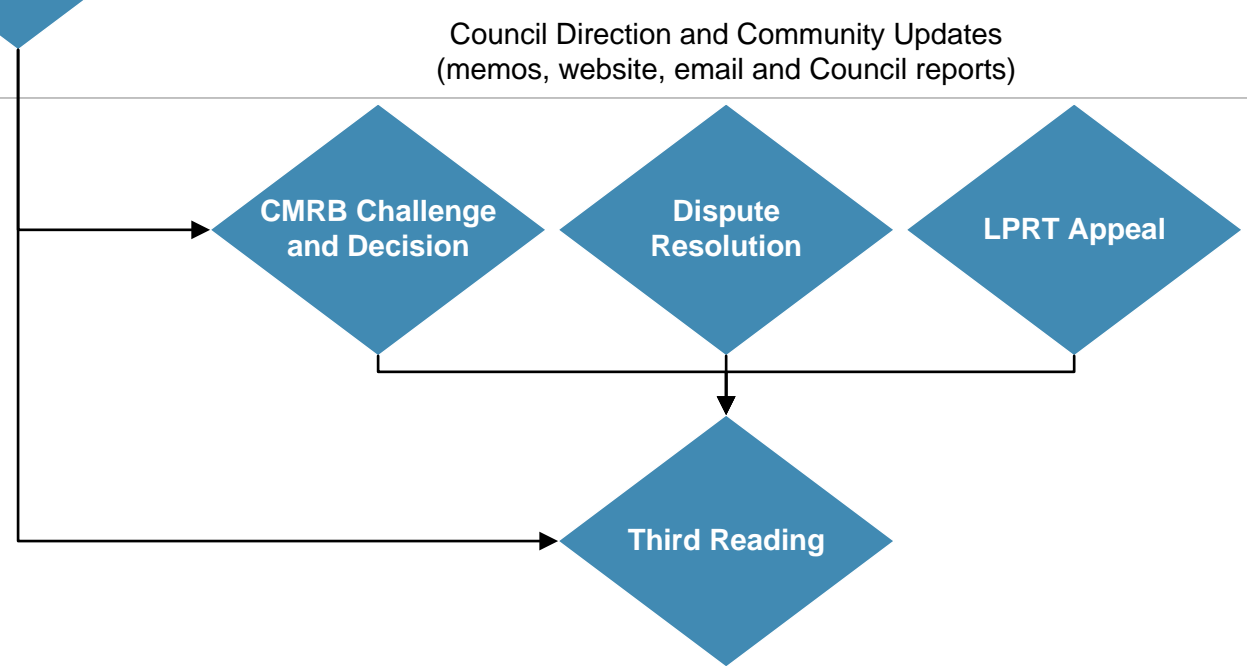 Council Direction and Community Updates
(memos, website, email and Council reports)
CMRB Challenge
and Decision
Dispute
Resolution
LPRT Appeal
Third Reading